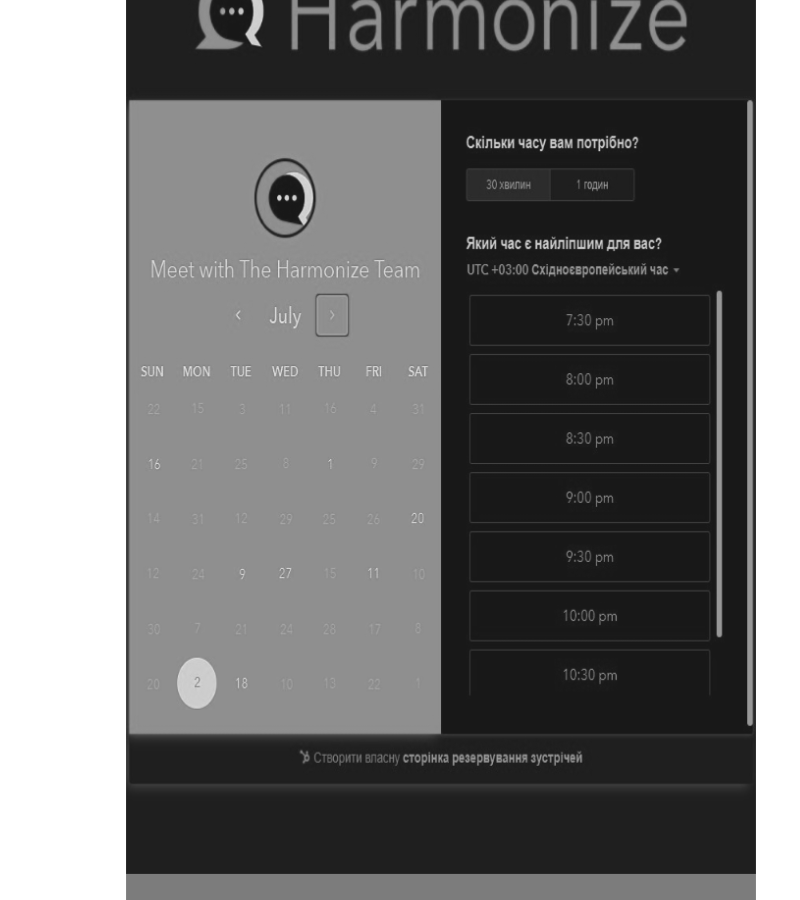 Harmonize
Meet with The Harmonize Team
July
SUN MON TUE WED THU FRI SAT
22 15 3 11 16 4 31
16 21 25 8 1 9 29
14 31 12 29 25 26 20
12 24 9 27 15 11 10
30 7 21 24 28 17 8
20 2 18 10 13 22 1
Скільки часу вам потрібно?
30 хвилин 1 годин
Який час є найліпшим для вас?
UTC +03:00 Східноєвропейський час
7:30 pm
8:00 pm
8:30 pm
9:00 pm
9:30 pm
10:00 pm
10:30 pm
Створити власну сторінка резервування зустрічей